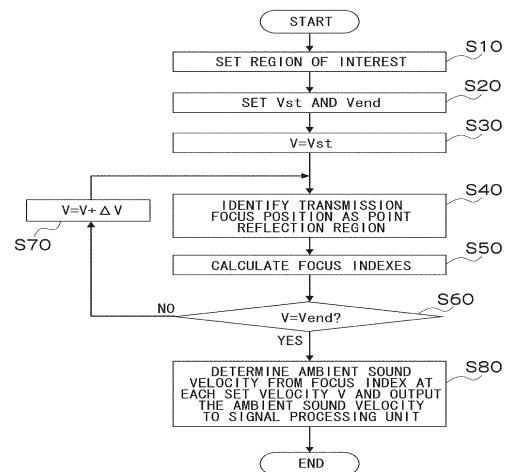 START
S10
SET REGION OF INTEREST
S20
SET Vst AND Vend
S30
V=Vst
S40
IDENTIFY TRANSMISSION
FOCUS POSITION AS POINT
REFLECTION REGION
V=V+ΔV
S70
S50
CALCULATE FOCUS INDEXES
S60
NO
V=Vend?
YES
S80
DETERMINE AMBIENT SOUND
VELOCITY FROM FOCUS INDEX AT
EACH SET VELOCITY V AND OUTPUT
THE AMBIENT SOUND VELOCITY
TO SIGNAL PROCESSING UNIT
END